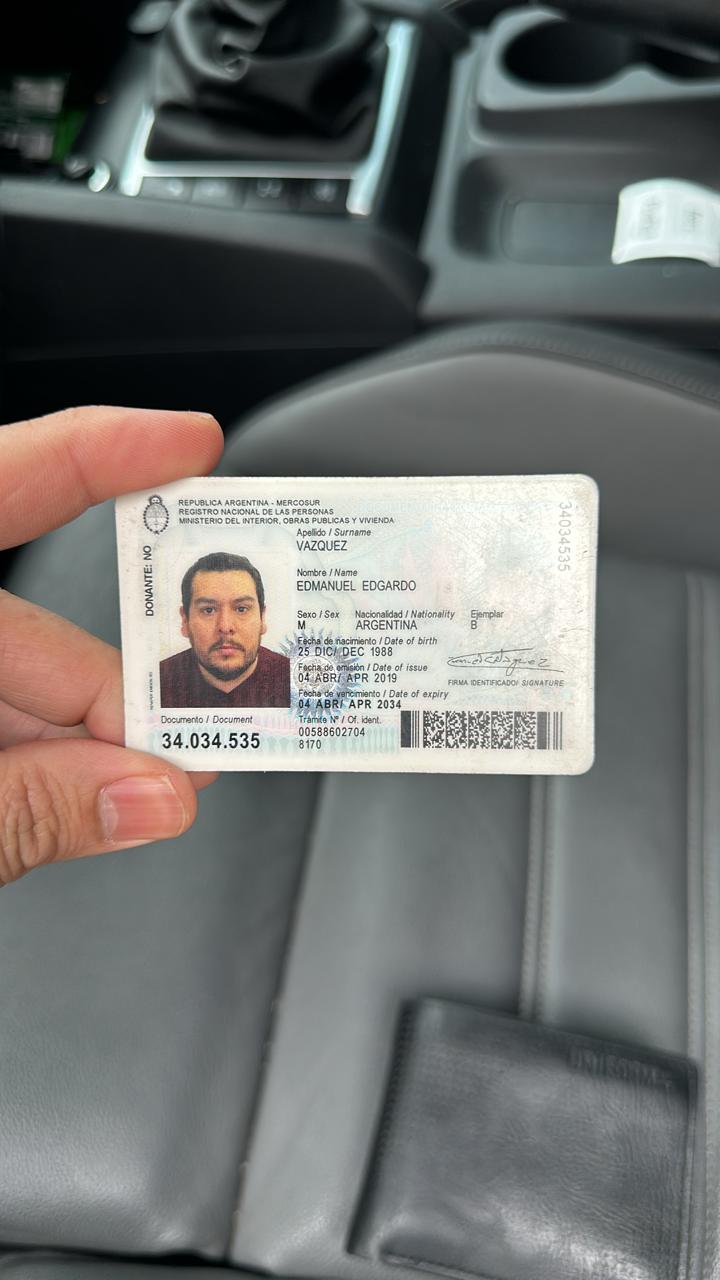 REPUBLICA ARGENTINA - MERCOSUR
REGISTRO NACIONAL DE LAS PERSONAS
MINISTERIO DEL INTERIOR, OBRAS PUBLICAS Y VIVIENDA
Apellido / Surname
VAZQUEZ
Nombre / Name
EDMANUEL EDGARDO
Sexo / Sex Nacionalidad / Nationality Ejemplar
M ARGENTINA B
Fecha de nacimiento / Date of birth
25 DIC/ DEC 1988
Fecha de emisión / Date of issue
04 ABR/ APR 2019
FIRMA IDENTIFICADO/ SIGNATURE
Fecha de vencimiento / Date of expiry
04 ABR/ APR 2034
Documento / Document
34.034.535
Trámite Nº / Of. ident.
00588602704
8170
DONANTE: NO
34034535